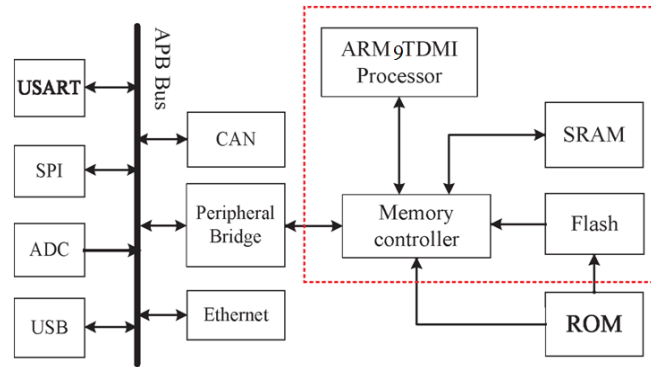 ARM9TDMI
Processor
APB Bus
USART
CAN
SRAM
SPI
Peripheral
Bridge
Memory
controller
Flash
ADC
USB
Ethernet
ROM